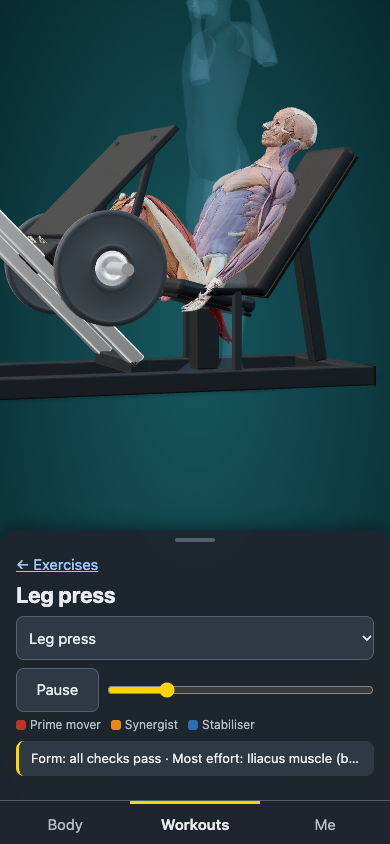 ← Exercises
Leg press
Leg press
Pause
Prime mover Synergist Stabiliser
Form: all checks pass · Most effort: Iliacus muscle (b...
Body Workouts Me